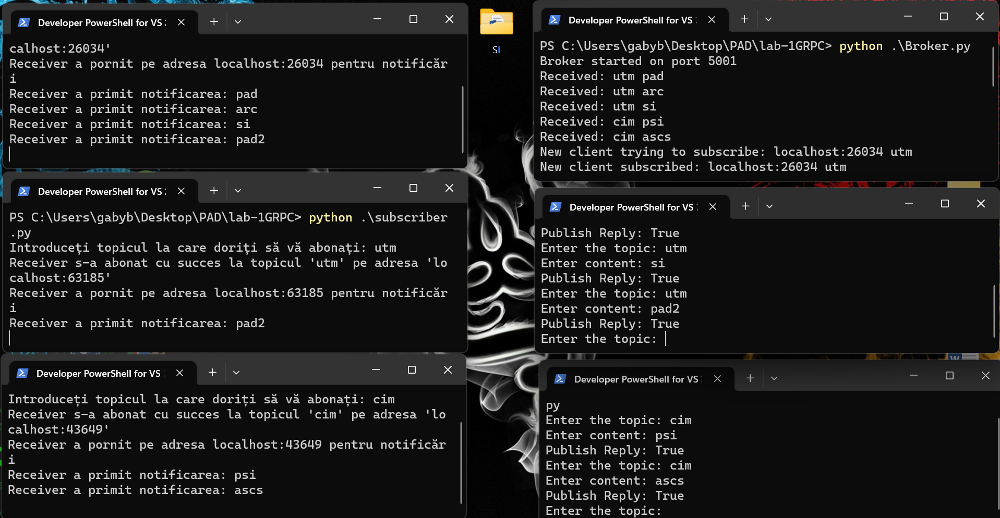 Developer PowerShell for VS 2
calhost:26034'
Receiver a pornit pe adresa localhost:26034 pentru notificăr
i
Receiver a primit notificarea: pad
Receiver a primit notificarea: arc
Receiver a primit notificarea: si
Receiver a primit notificarea: pad2
Developer PowerShell for VS
PS C:\Users\gabyb\Desktop\PAD\lab-1GRPC> python .\subscriber
.py
Introduceți topicul la care doriți să vă abonați: utm
Receiver s-a abonat cu succes la topicul 'utm' pe adresa 'lo
calhost:63185'
Receiver a pornit pe adresa localhost:63185 pentru notificăr
i
Receiver a primit notificarea: pad2
Developer PowerShell for VS
Introduceți topicul la care doriți să vă abonați: cim
Receiver s-a abonat cu succes la topicul 'cim' pe adresa 'lo
calhost:43649'
Receiver a pornit pe adresa localhost:43649 pentru notificăr
i
Receiver a primit notificarea: psi
Receiver a primit notificarea: ascs
SI
Developer PowerShell for VS
PS C:\Users\gabyb\Desktop\PAD\lab-1GRPC> python .\Broker.py
Broker started on port 5001
Received: utm pad
Received: utm arc
Received: utm si
Received: cim psi
Received: cim ascs
New client trying to subscribe: localhost:26034 utm
New client subscribed: localhost:26034 utm
Developer PowerShell for VS
Publish Reply: True
Enter the topic: utm
Enter content: si
Publish Reply: True
Enter the topic: utm
Enter content: pad2
Publish Reply: True
Enter the topic:
W
Developer PowerShell for VS
py
Enter the topic: cim
Enter content: psi
Publish Reply: True
Enter the topic: cim
Enter content: ascs
Publish Reply: True
Enter the topic: